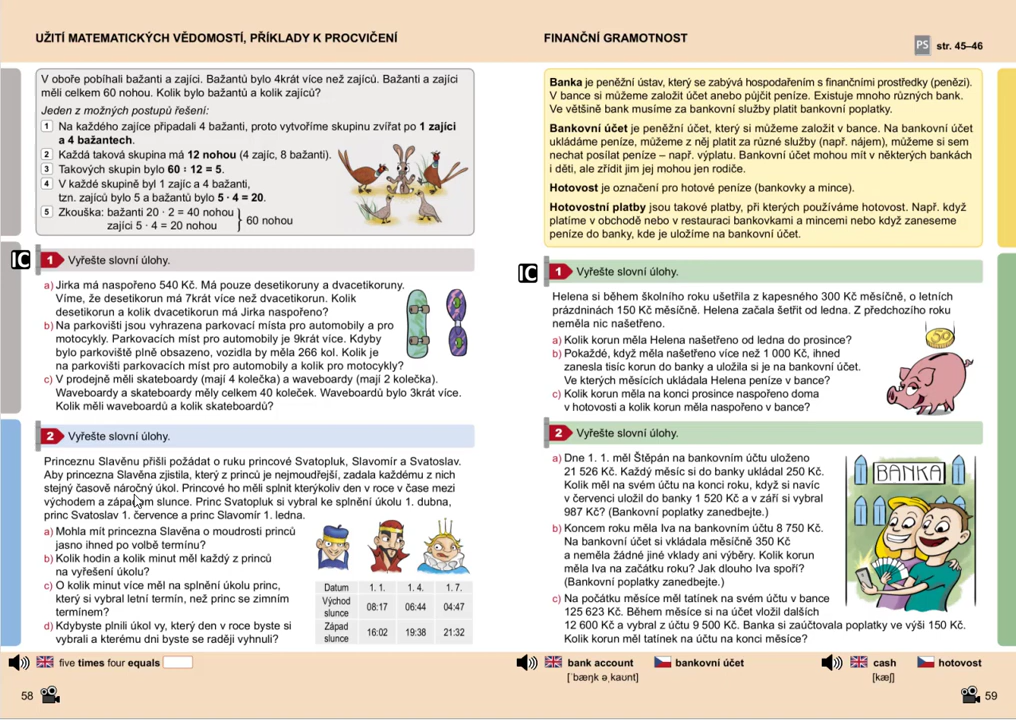 UŽITÍ MATEMATICKÝCH VĚDOMOSTÍ, PŘÍKLADY K PROCVIČENÍ
V oboře pobíhali bažanti a zajíci. Bažantů bylo 4krát více než zajíců. Bažanti a zajíci
měli celkem 60 nohou. Kolik bylo bažantů a kolik zajíců?
Jeden z možných postupů řešení:
1 Na každého zajíce připadali 4 bažanti, proto vytvoříme skupinu zvířat po 1 zajíci
a 4 bažantech.
2 Každá taková skupina má 12 nohou (4 zajíc, 8 bažantů).
3 Takových skupin bylo 60 : 12 = 5.
4 V každé skupině byl 1 zajíc a 4 bažanti,
tzn. zajíců bylo 5 a bažantů bylo 5 · 4 = 20.
5 Zkouška: bažanti 20 · 2 = 40 nohou
zajíci 5 · 4 = 20 nohou } 60 nohou
IC
1 Vyřešte slovní úlohy.
a) Jirka má naspořeno 540 Kč. Má pouze desetikoruny a dvacetikoruny.
Víme, že desetikorun má 7krát více než dvacetikorun. Kolik
desetikorun a kolik dvacetikorun má Jirka naspořeno?
b) Na parkovišti jsou vyhrazena parkovací místa pro automobily a pro
motocykly. Parkovacích míst pro automobily je 9krát více. Kdyby
bylo parkoviště plně obsazeno, vozidla by měla 266 kol. Kolik je
na parkovišti parkovacích míst pro automobily a kolik pro motocykly?
c) V prodejně měli skateboardy (mají 4 kolečka) a waveboardy (mají 2 kolečka).
Waveboardy a skateboardy měly celkem 40 koleček. Waveboardů bylo 3krát více.
Kolik měli waveboardů a kolik skateboardů?
2 Vyřešte slovní úlohy.
Princeznu Slavěnu přišli požádat o ruku princové Svatopluk, Slavomír a Svatoslav.
Aby princezna Slavěna zjistila, který z princů je nejmoudřejší, zadala každému z nich
stejný časově náročný úkol. Princové ho měli splnit kterýkoliv den v roce v čase mezi
východem a západem slunce. Princ Svatopluk si vybral ke splnění úkolu 1. dubna,
princ Svatoslav 1. července a princ Slavomír 1. ledna.
a) Mohla mít princezna Slavěna o moudrosti princů
jasno ihned po volbě termínu?
b) Kolik hodin a kolik minut měl každý z princů
na vyřešení úkolu?
c) O kolik minut více měl na splnění úkolu princ,
který si vybral letní termín, než princ se zimním
termínem?
d) Kdybyste plnili úkol vy, který den v roce byste si
vybrali a kterému dni byste se raději vyhnuli?
Datum 1. 1. 1. 4. 1. 7.
Východ
slunce 08:17 06:44 04:47
Západ
slunce 16:02 19:38 21:32
five times four equals
58
FINANČNÍ GRAMOTNOST
PS str. 45–46
Banka je peněžní ústav, který se zabývá hospodařením s finančními prostředky (penězi).
V bance si můžeme založit účet anebo půjčit peníze. Existuje mnoho různých bank.
Ve většině bank musíme za bankovní služby platit bankovní poplatky.
Bankovní účet je peněžní účet, který si můžeme založit v bance. Na bankovní účet
ukládáme peníze, můžeme z něj platit za různé služby (např. nájem), můžeme si sem
nechat posílat peníze – např. výplatu. Bankovní účet mohou mít v některých bankách
i děti, ale zřídit jim jej mohou jen rodiče.
Hotovost je označení pro hotové peníze (bankovky a mince).
Hotovostní platby jsou takové platby, při kterých používáme hotovost. Např. když
platíme v obchodě nebo v restauraci bankovkami a mincemi nebo když zaneseme
peníze do banky, kde je uložíme na bankovní účet.
IC
1 Vyřešte slovní úlohy.
Helena si během školního roku ušetřila z kapesného 300 Kč měsíčně, o letních
prázdninách 150 Kč měsíčně. Helena začala šetřit od ledna. Z předchozího roku
neměla nic našetřeno.
a) Kolik korun měla Helena našetřeno od ledna do prosince?
b) Pokaždé, když měla našetřeno více než 1 000 Kč, ihned
zanesla tisíc korun do banky a uložila si je na bankovní účet.
Ve kterých měsících ukládala Helena peníze v bance?
c) Kolik korun měla na konci prosince naspořeno doma
v hotovosti a kolik korun měla naspořeno v bance?
50
2 Vyřešte slovní úlohy.
a) Dne 1. 1. měl Štěpán na bankovním účtu uloženo
21 526 Kč. Každý měsíc si do banky ukládal 250 Kč.
Kolik měl na svém účtu na konci roku, když si navíc
v červenci uložil do banky 1 520 Kč a v září si vybral
987 Kč? (Bankovní poplatky zanedbejte.)
b) Koncem roku měla Iva na bankovním účtu 8 750 Kč.
Na bankovní účet si vkládala měsíčně 350 Kč
a neměla žádné jiné vklady ani výběry. Kolik korun
měla Iva na začátku roku? Jak dlouho Iva spoří?
(Bankovní poplatky zanedbejte.)
c) Na počátku měsíce měl tatínek na svém účtu v bance
125 623 Kč. Během měsíce si na účet vložil dalších
12 600 Kč a vybral z účtu 9 500 Kč. Banka si zaúčtovala poplatky ve výši 150 Kč.
Kolik korun měl tatínek na účtu na konci měsíce?
BANKA
bank account bankovní účet cash hotovost
[ˈbæŋk əˌkaunt] [kæʃ]
59